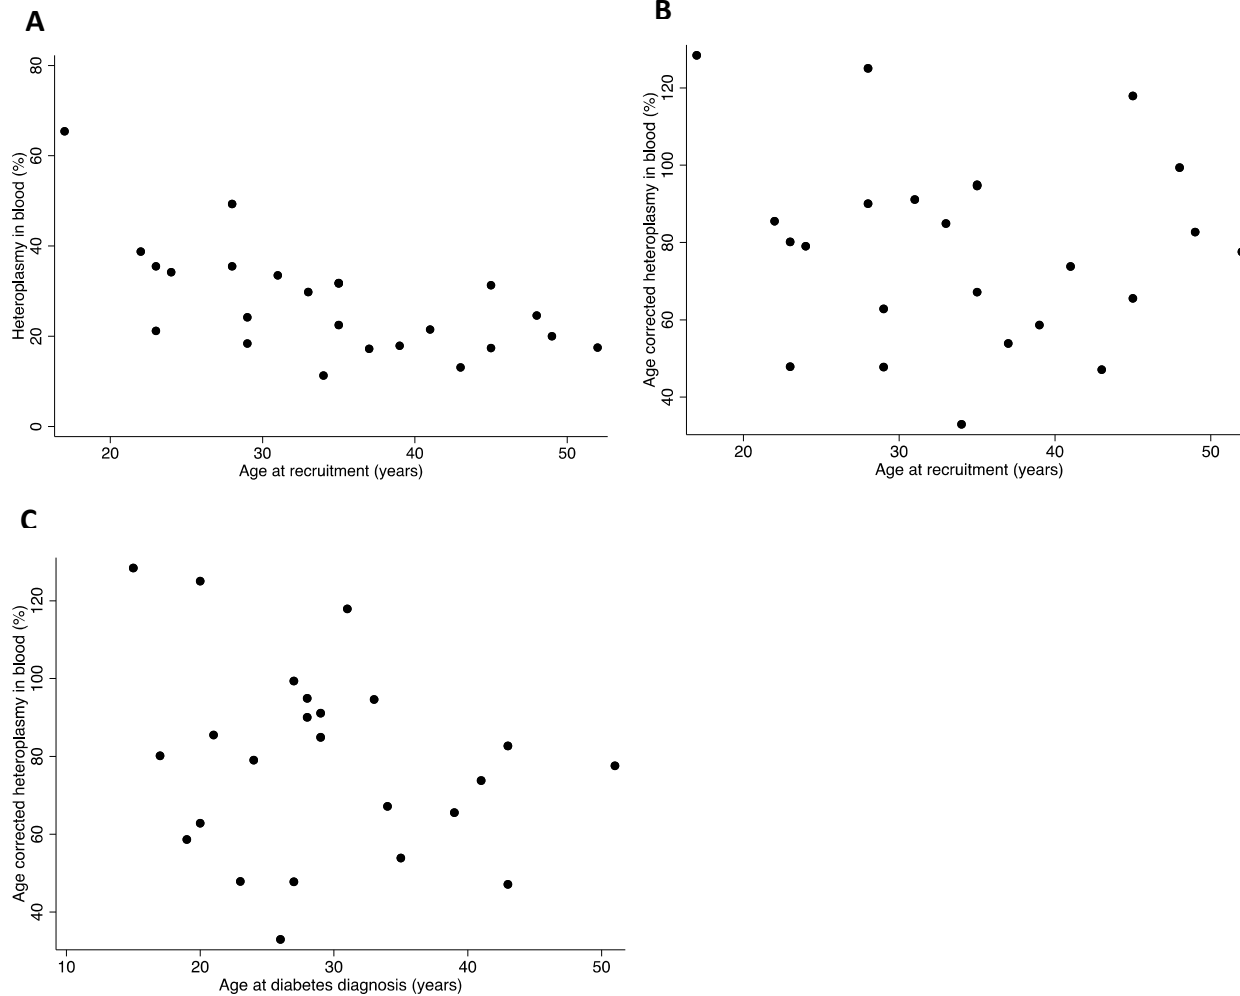 A
80
60
40
20
0
Heteroplasmy in blood (%)
20 30 40 50
Age at recruitment (years)
B
120
100
80
60
40
Age corrected heteroplasmy in blood (%)
20 30 40 50
Age at recruitment (years)
C
120
100
80
60
40
Age corrected heteroplasmy in blood (%)
10 20 30 40 50
Age at diabetes diagnosis (years)